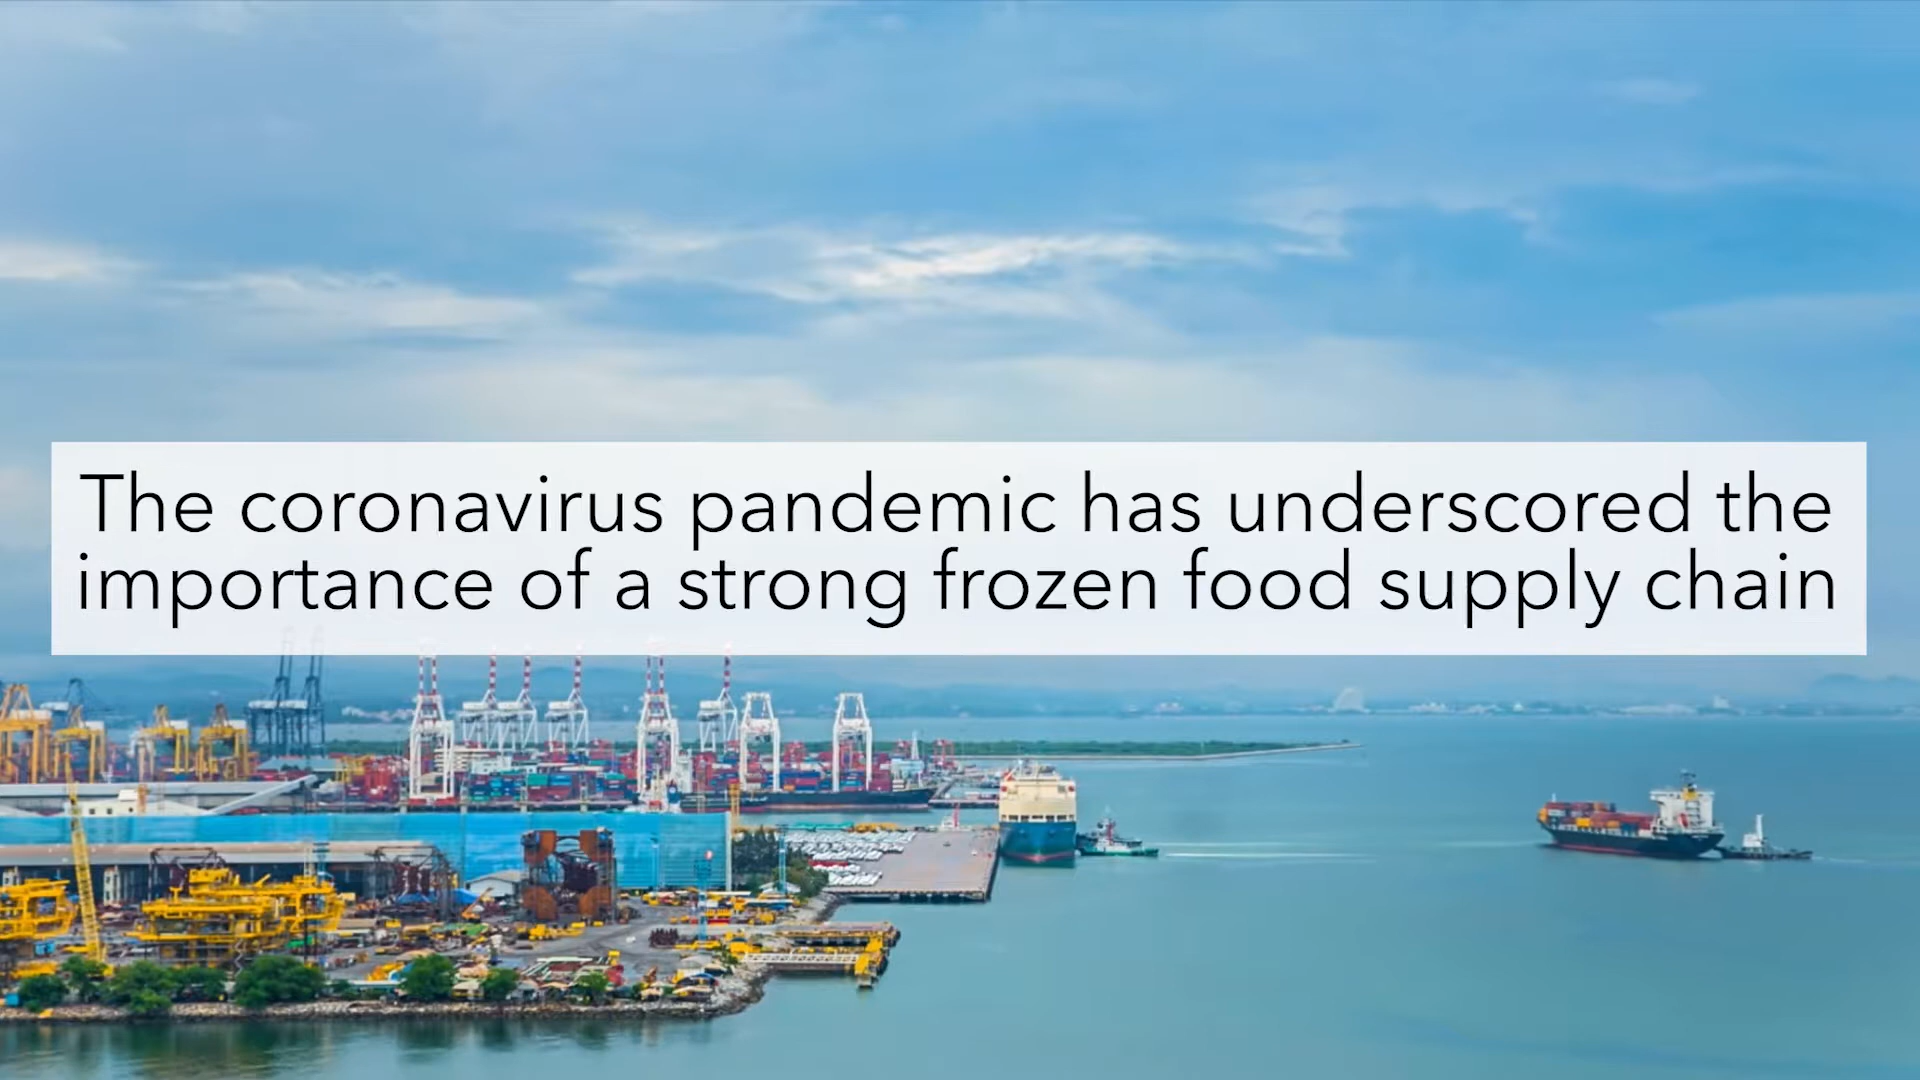 The coronavirus pandemic has underscored the
importance of a strong frozen food supply chain